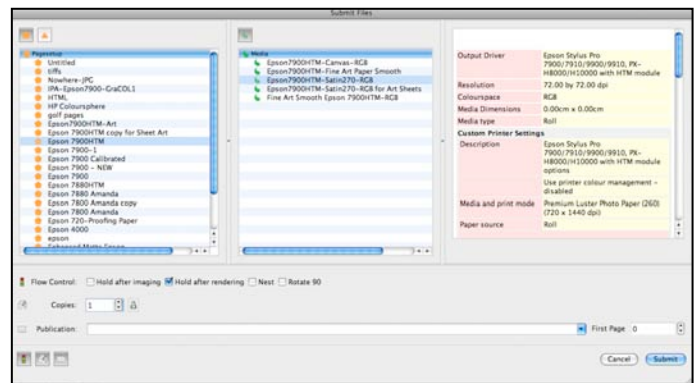 Submit Files
Pagesetup
Untitled
tiffs
Nowhere-JPG
IPA-Epson7900-GraCOL1
HTML
HP Coloursphere
golf pages
Epson7900HTM-Art
Epson 7900HTM copy for Sheet Art
Epson 7900HTM
Epson 7900-1
Epson 7900 Calibrated
Epson 7900 - NEW
Epson 7900
Epson 7880HTM
Epson 7880 Amanda
Epson 7800 Amanda copy
Epson 7800 Amanda
Epson 720-Proofing Paper
Epson 4000
epson
Enhanced Matte Epson
Media
Epson7900HTM-Canvas-RGB
Epson7900HTM-Fine Art Paper Smooth
Epson7900HTM-Satin270-RGB
Epson7900HTM-Satin270-RGB for Art Sheets
Fine Art Smooth Epson 7900HTM-RGB
Output Driver Epson Stylus Pro
7900/7910/9900/9910, PX-
H8000/H10000 with HTM module
Resolution 72.00 by 72.00 dpi
Colourspace RGB
Media Dimensions 0.00cm x 0.00cm
Media type Roll
Custom Printer Settings
Description Epson Stylus Pro
7900/7910/9900/9910, PX-
H8000/H10000 with HTM module
options
Use printer colour management -
disabled
Media and print mode Premium Luster Photo Paper (260)
(720 x 1440 dpi)
Paper source Roll
Flow Control: Hold after imaging Hold after rendering Nest Rotate 90
Copies: 1
Publication: First Page 0
Cancel Submit